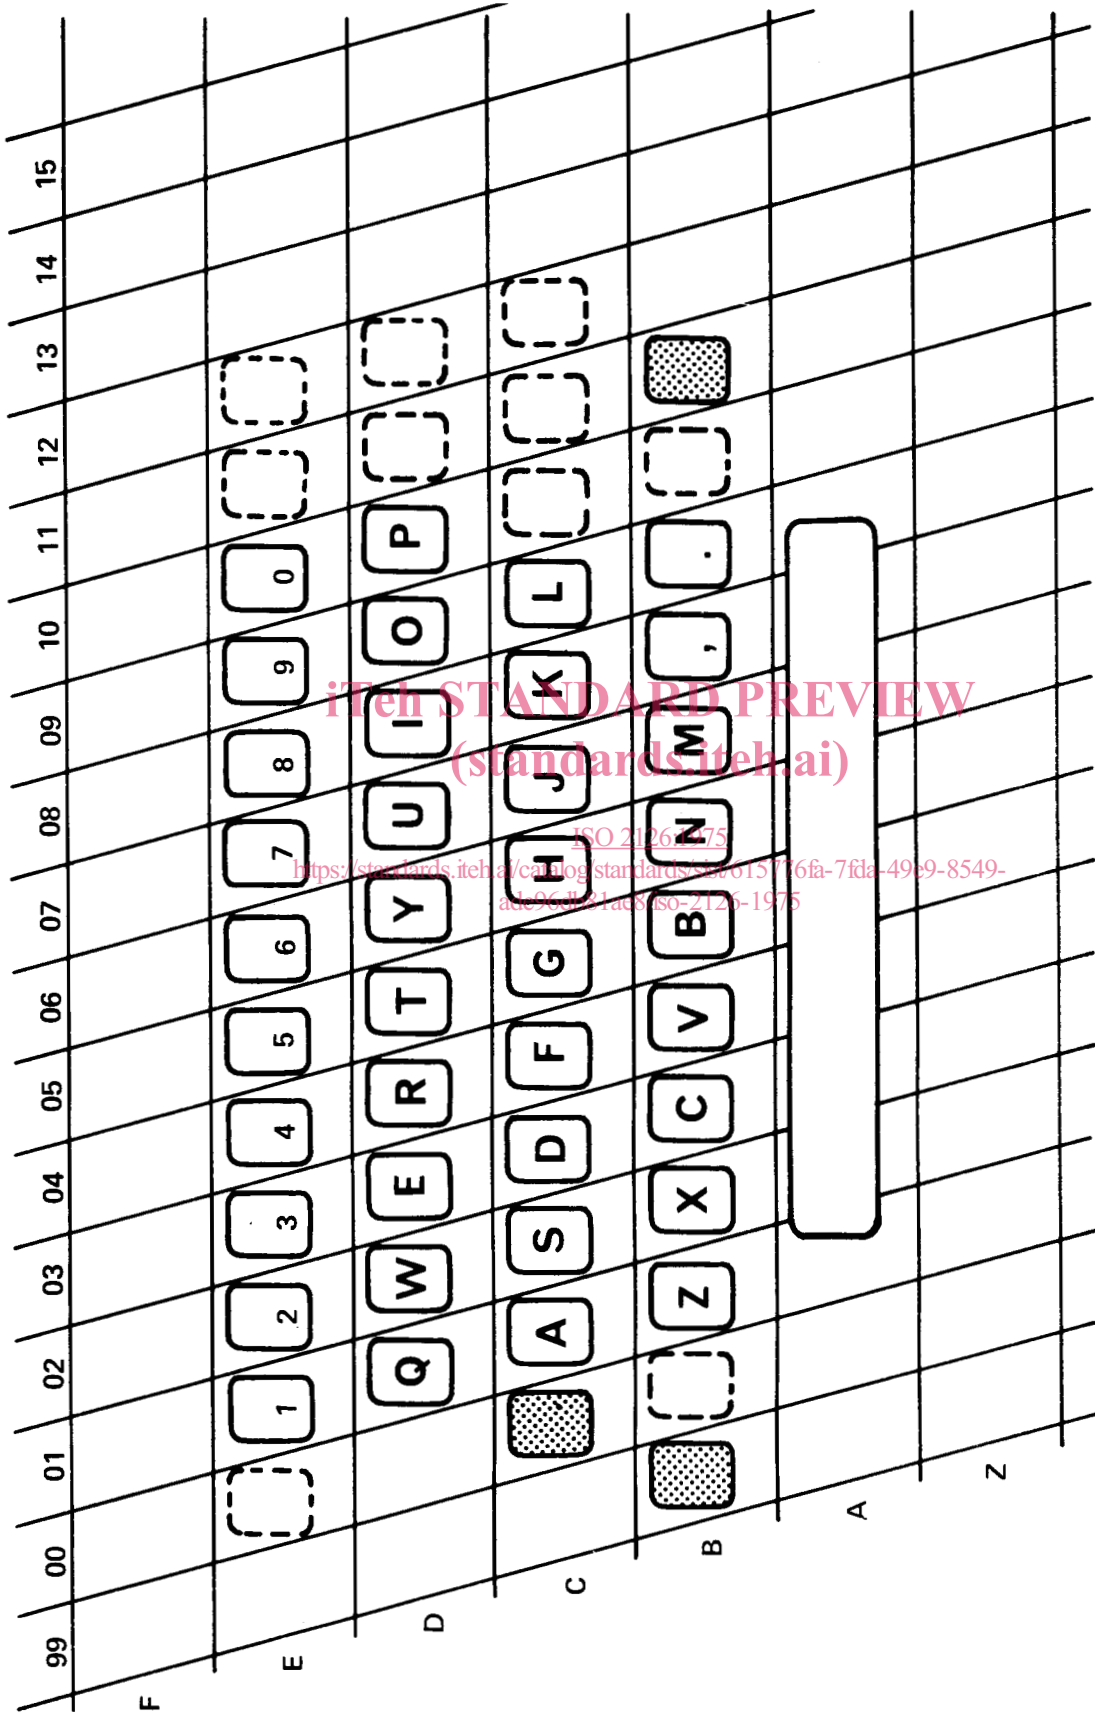 99 00 01 02 03 04 05 06 07 08 09 10 11 12 13 14 15
F
E 1 2 3 4 5 6 7 8 9 0
D Q W E R T Y U I O P
C A S D F G H J K L
B Z X C V B N M , .
A
Z
iTeh STANDARD PREVIEW
(standards.iteh.ai)
ISO 2126:1975
https://standards.iteh.ai/catalog/standards/sist/615776fa-7fda-49e9-8549-
adc96db81ae8/iso-2126-1975